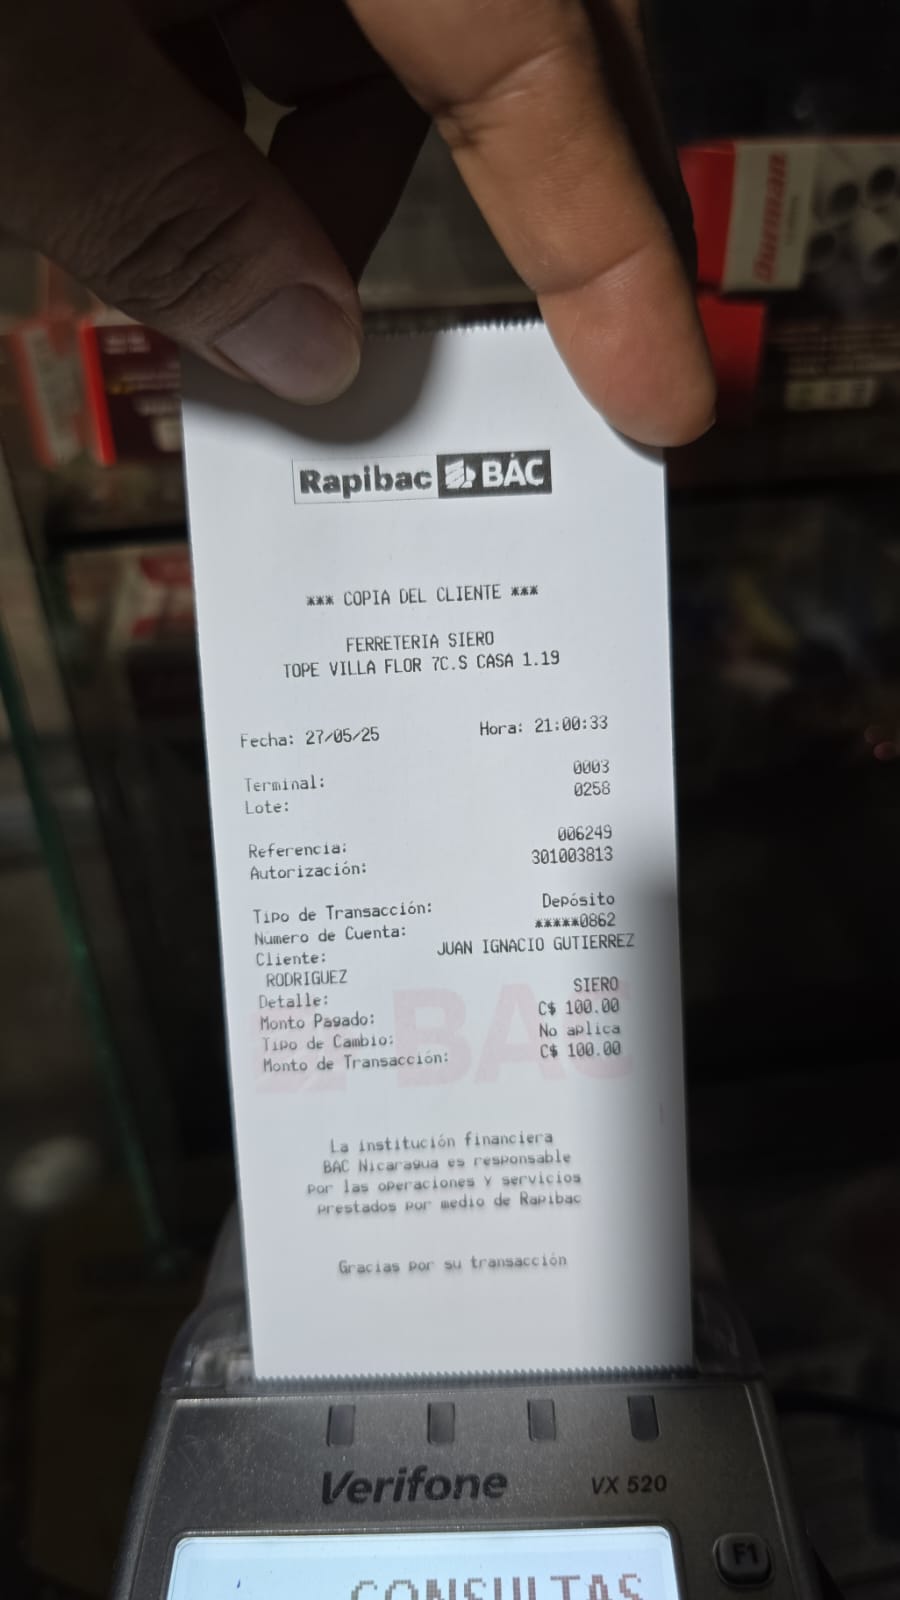 Rapibac BAC
*** COPIA DEL CLIENTE ***
FERRETERIA SIERO
TOPE VILLA FLOR 7C.S CASA 1.19
Fecha: 27/05/25 Hora: 21:00:33
Terminal: 0003
Lote: 0258
Referencia: 006249
Autorización: 301003813
Tipo de Transacción: Depósito
Número de Cuenta: *****0862
Cliente: JUAN IGNACIO GUTIERREZ
RODRIGUEZ
Detalle: SIERO
Monto Pagado: C$ 100.00
Tipo de Cambio: No aplica
Monto de Transacción: C$ 100.00
BAC
La institución financiera
BAC Nicaragua es responsable
por las operaciones y servicios
prestados por medio de Rapibac
Gracias por su transacción
Verifone VX 520
F1
CONSULTAS